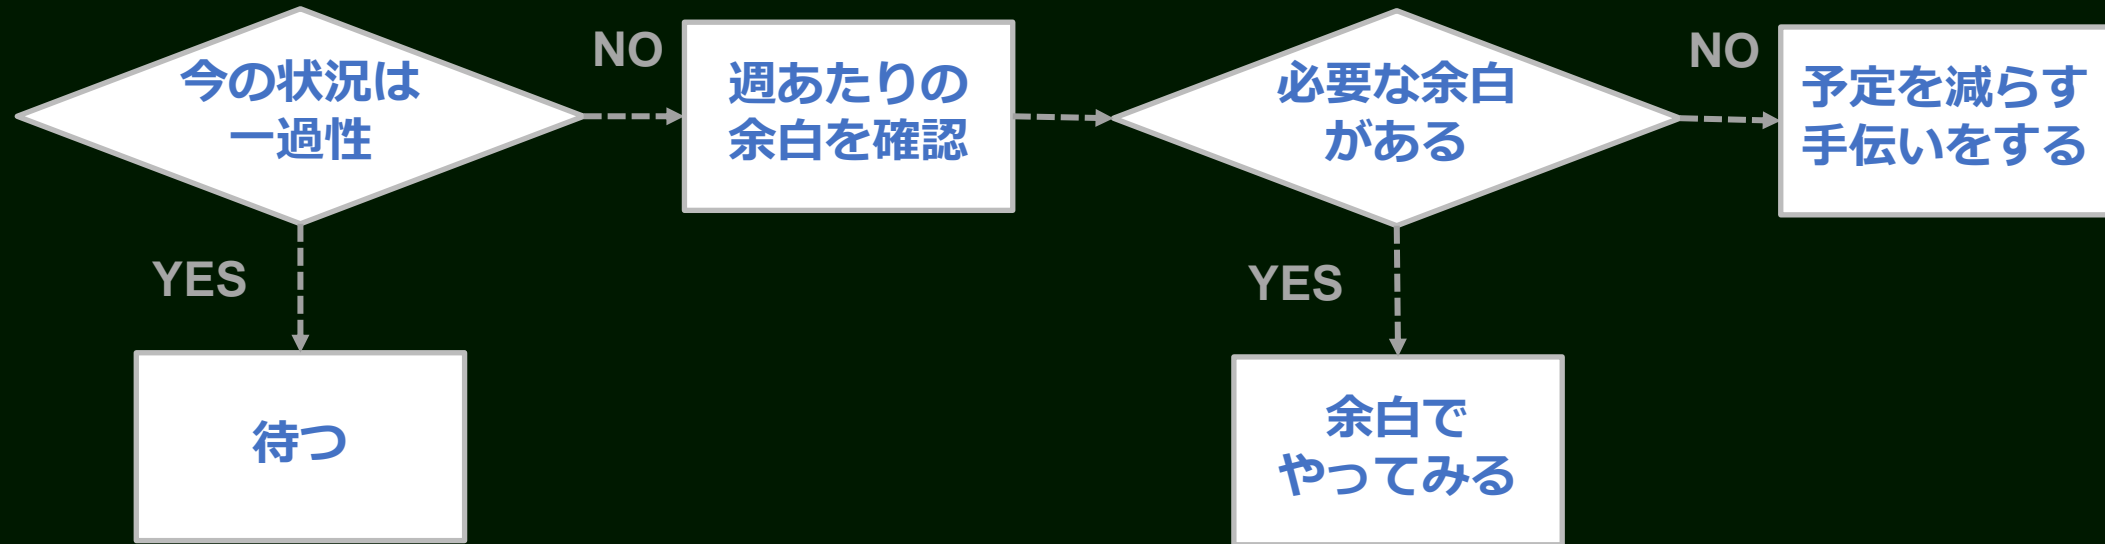 今の状況は
一過性
NO
週あたりの
余白を確認
必要な余白
がある
NO
予定を減らす
手伝いをする
YES
YES
待つ
余白で
やってみる